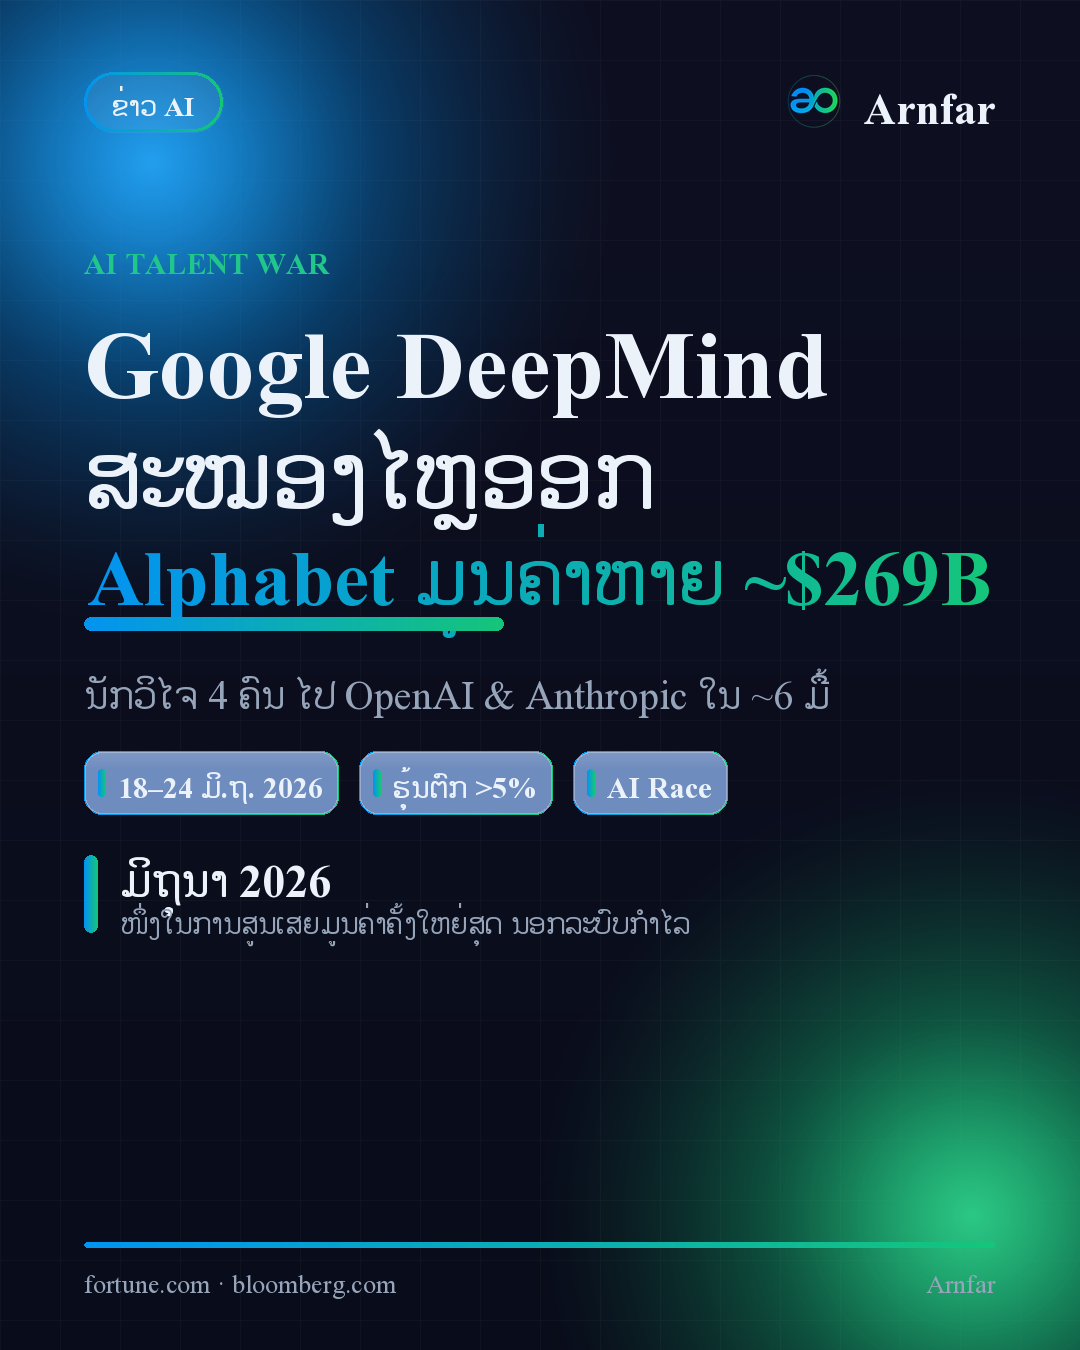 ຂ່າວ AI
Arnfar
AI TALENT WAR
Google DeepMind
ສະໝອງໄຫຼອອກ
Alphabet ມູນຄ່າຫາຍ ~$269B
ນັກວິໄຈ 4 ຄົນ ໄປ OpenAI & Anthropic ໃນ ~6 ມື້
18–24 ມິ.ຖ. 2026
ຮຸ້ນຕົກ >5%
AI Race
ມິຖຸນາ 2026
ໜຶ່ງໃນການສູນເສຍມູນຄ່າຄັ້ງໃຫຍ່ສຸດ ນອກລະບົບກຳໄລ
fortune.com · bloomberg.com
Arnfar